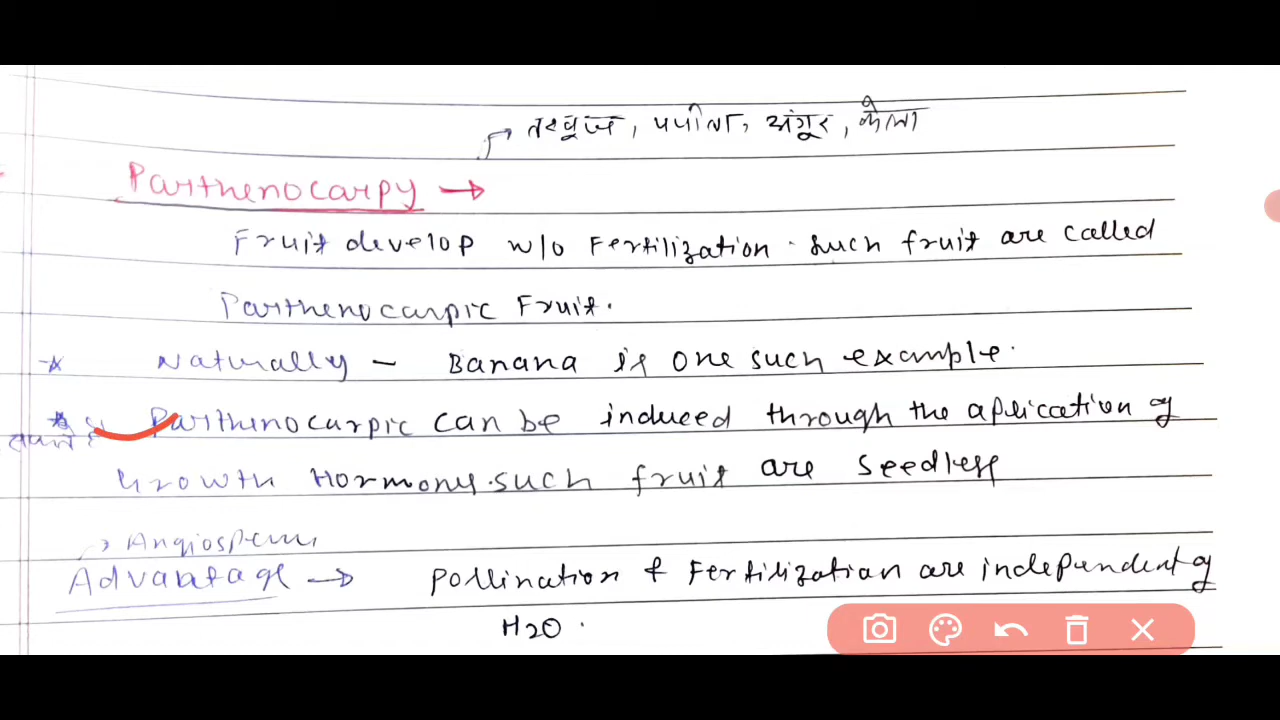 तरबूज, पपीता, अंगूर, केला
Parthenocarpy →
Fruit develop w/o Fertilization. Such fruit are called
Parthenocarpic Fruit.
Naturally - Banana is one such example.
Parthenocarpic can be induced through the aplication of
Growth Hormons. such fruit are seedless
Angiosperm
Advantage → Pollination & Fertilization are independent of
H2O.